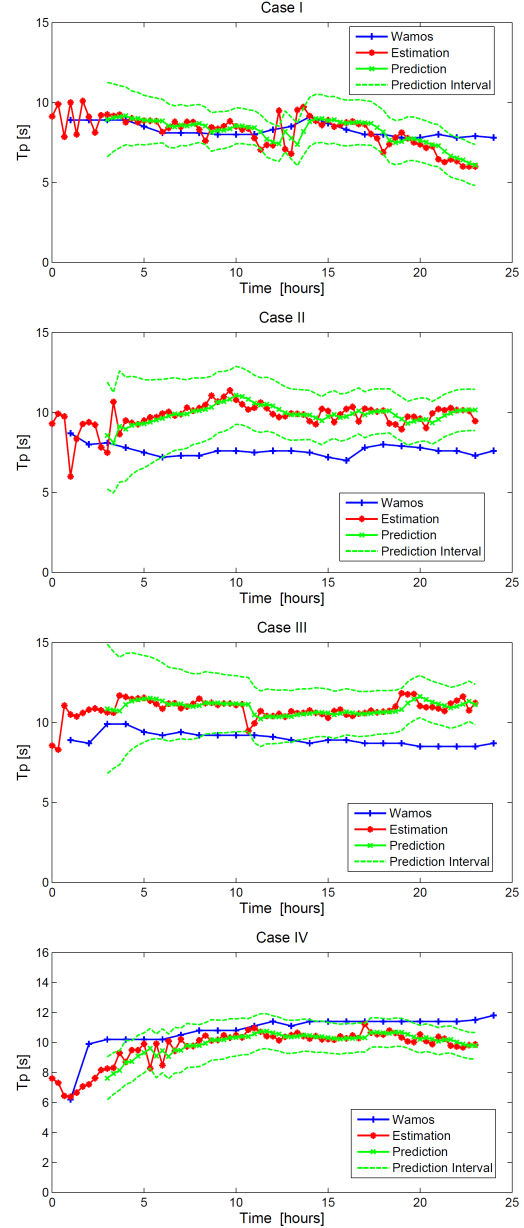 Case I
15
10
5
0
Tp [s]
Wamos
Estimation
Prediction
Prediction Interval
0 5 10 15 20 25
Time [hours]
Case II
15
10
5
0
Tp [s]
Wamos
Estimation
Prediction
Prediction Interval
0 5 10 15 20 25
Time [hours]
Case III
15
10
5
0
Tp [s]
Wamos
Estimation
Prediction
Prediction Interval
0 5 10 15 20 25
Time [hours]
Case IV
16
14
12
10
8
6
4
2
0
Tp [s]
Wamos
Estimation
Prediction
Prediction Interval
0 5 10 15 20 25
Time [hours]